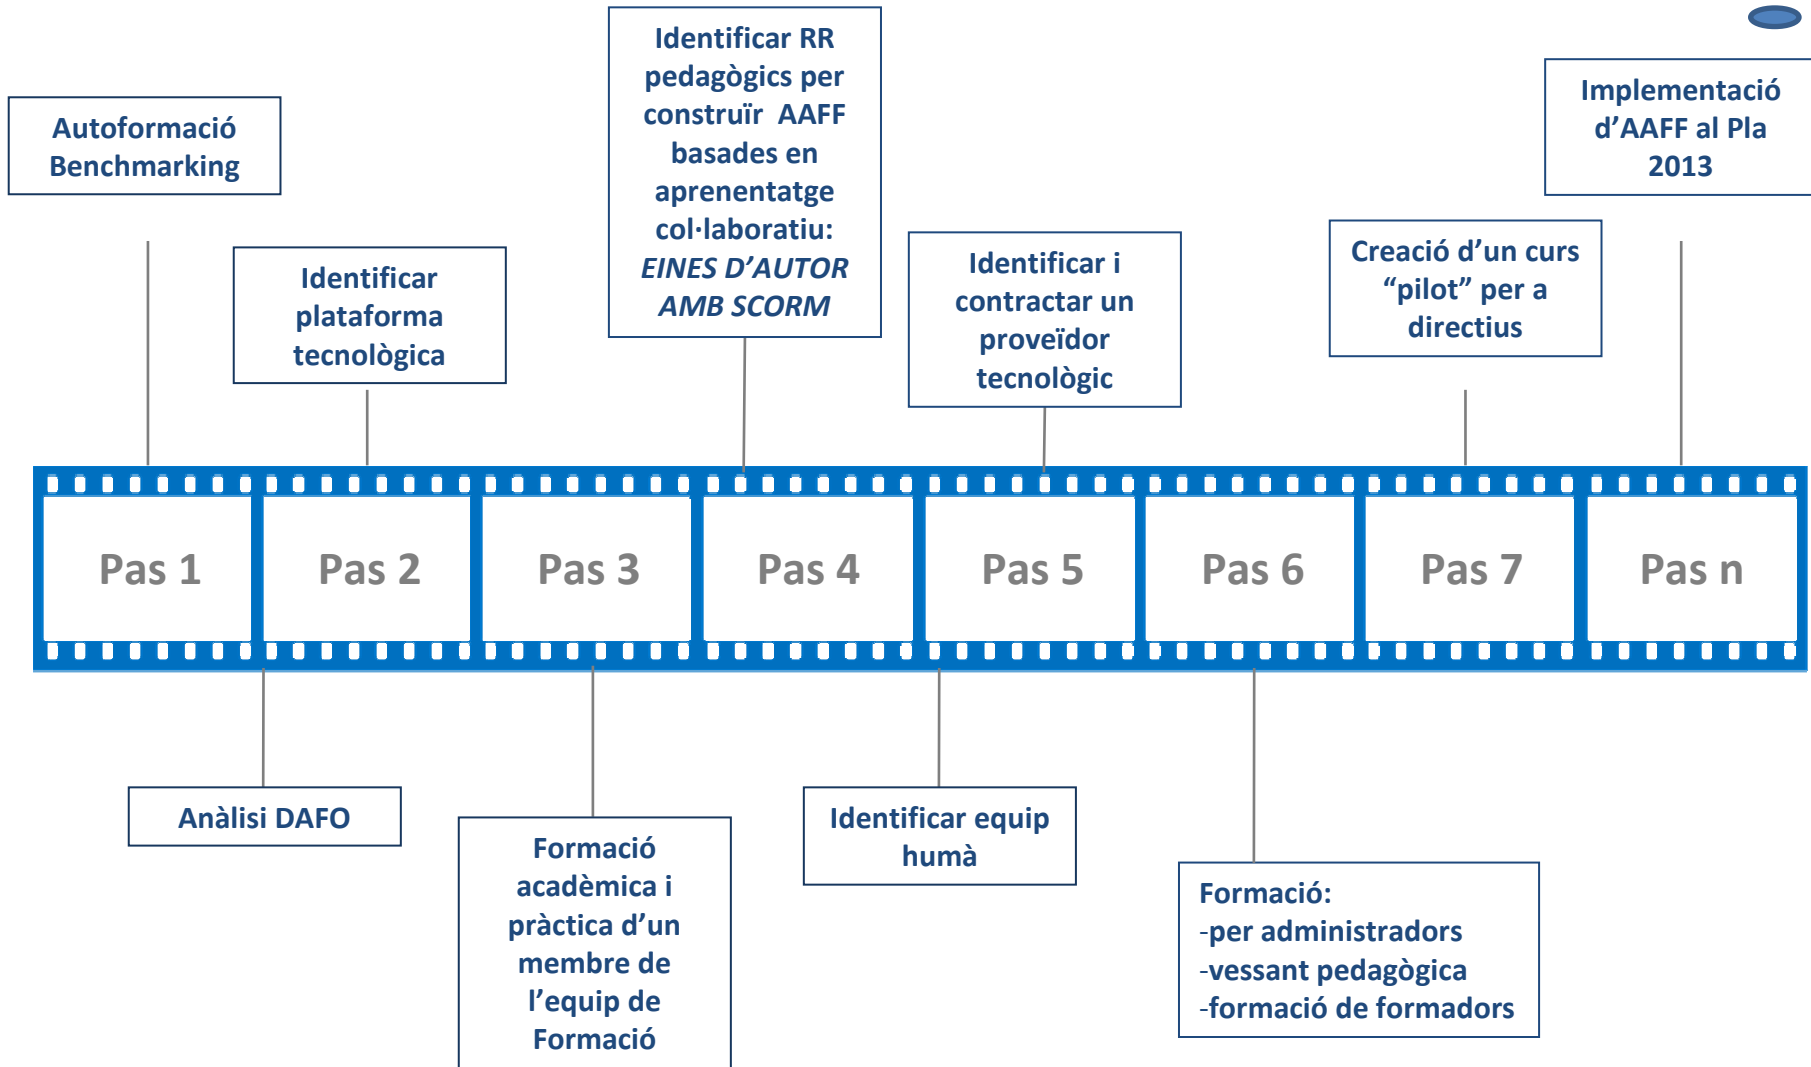 Autoformació
Benchmarking
Identificar
plataforma
tecnològica
Identificar RR
pedagògics per
construïr AAFF
basades en
aprenentatge
col·laboratiu:
EINES D’AUTOR
AMB SCORM
Identificar i
contractar un
proveïdor
tecnològic
Creació d’un curs
“pilot” per a
directius
Implementació
d’AAFF al Pla
2013
Pas 1
Pas 2
Pas 3
Pas 4
Pas 5
Pas 6
Pas 7
Pas n
Anàlisi DAFO
Formació
acadèmica i
pràctica d’un
membre de
l’equip de
Formació
Identificar equip
humà
Formació:
-per administradors
-vessant pedagògica
-formació de formadors